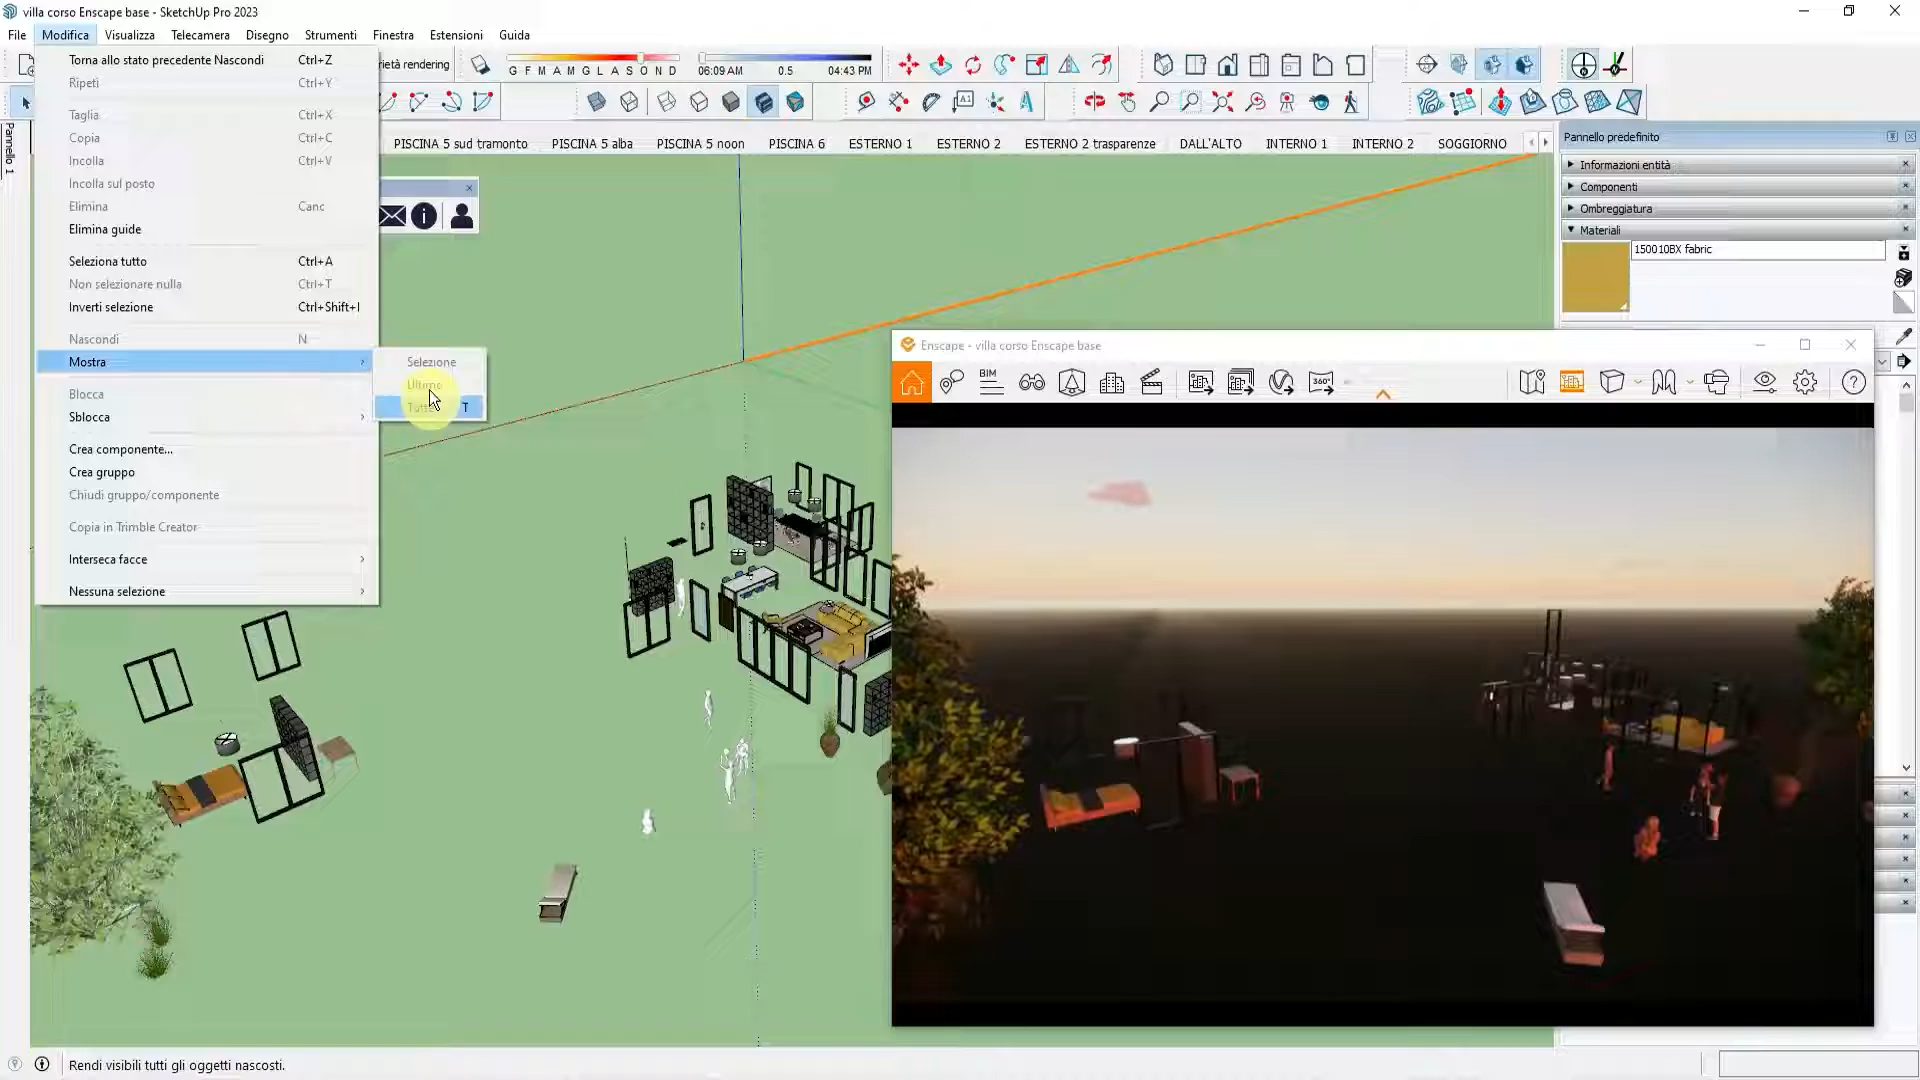 villa corso Enscape base - SketchUp Pro 2023
File Modifica Visualizza Telecamera Disegno Strumenti Finestra Estensioni Guida
Torna allo stato precedente Nascondi Ctrl+Z
Ripeti Ctrl+Y
Taglia Ctrl+X
Copia Ctrl+C
Incolla Ctrl+V
Incolla sul posto
Elimina Canc
Elimina guide
Seleziona tutto Ctrl+A
Non selezionare nulla Ctrl+T
Inverti selezione Ctrl+Shift+I
Nascondi N
Mostra
Blocca
Sblocca
Crea componente...
Crea gruppo
Chiudi gruppo/componente
Copia in Trimble Creator
Interseca facce
Nessuna selezione
Selezione
Ultimo
T
rietà rendering
G F M A M G L A S O N D
06:09 AM 0.5 04:43 PM
PISCINA 5 sud tramonto PISCINA 5 alba PISCINA 5 noon PISCINA 6 ESTERNO 1 ESTERNO 2 ESTERNO 2 trasparenze DALL'ALTO INTERNO 1 INTERNO 2 SOGGIORNO
Pannello 1
Pannello predefinito
Informazioni entità
Componenti
Ombreggiatura
Materiali
150010BX fabric
Enscape - villa corso Enscape base
BIM
360°
Rendi visibili tutti gli oggetti nascosti.